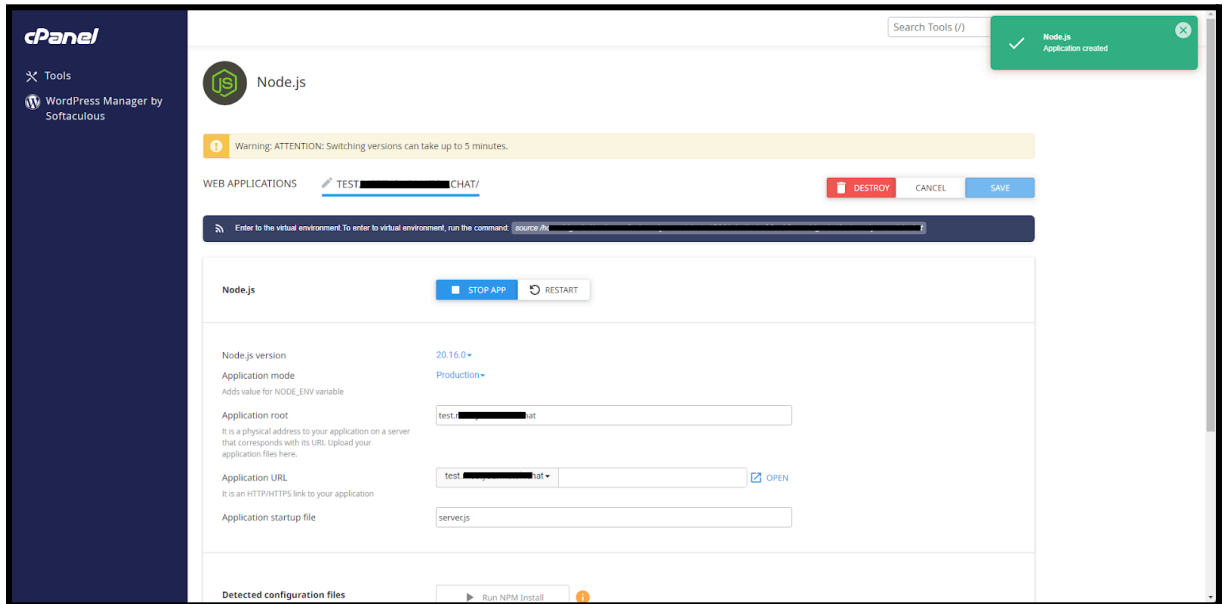 cPanel
Search Tools (/)
Node.js
Application created
Tools
WordPress Manager by
Softaculous
Node.js
Warning: ATTENTION: Switching versions can take up to 5 minutes.
WEB APPLICATIONS
TEST. CHAT/
DESTROY
CANCEL
SAVE
Enter to the virtual environment.To enter to virtual environment, run the command: source /ho
Node.js
STOP APP
RESTART
Node.js version
20.16.0
Application mode
Production
Adds value for NODE_ENV variable
Application root
test. hat
It is a physical address to your application on a server
that corresponds with its URI. Upload your
application files here.
Application URL
test. hat
OPEN
It is an HTTP/HTTPS link to your application
Application startup file
server.js
Detected configuration files
Run NPM Install